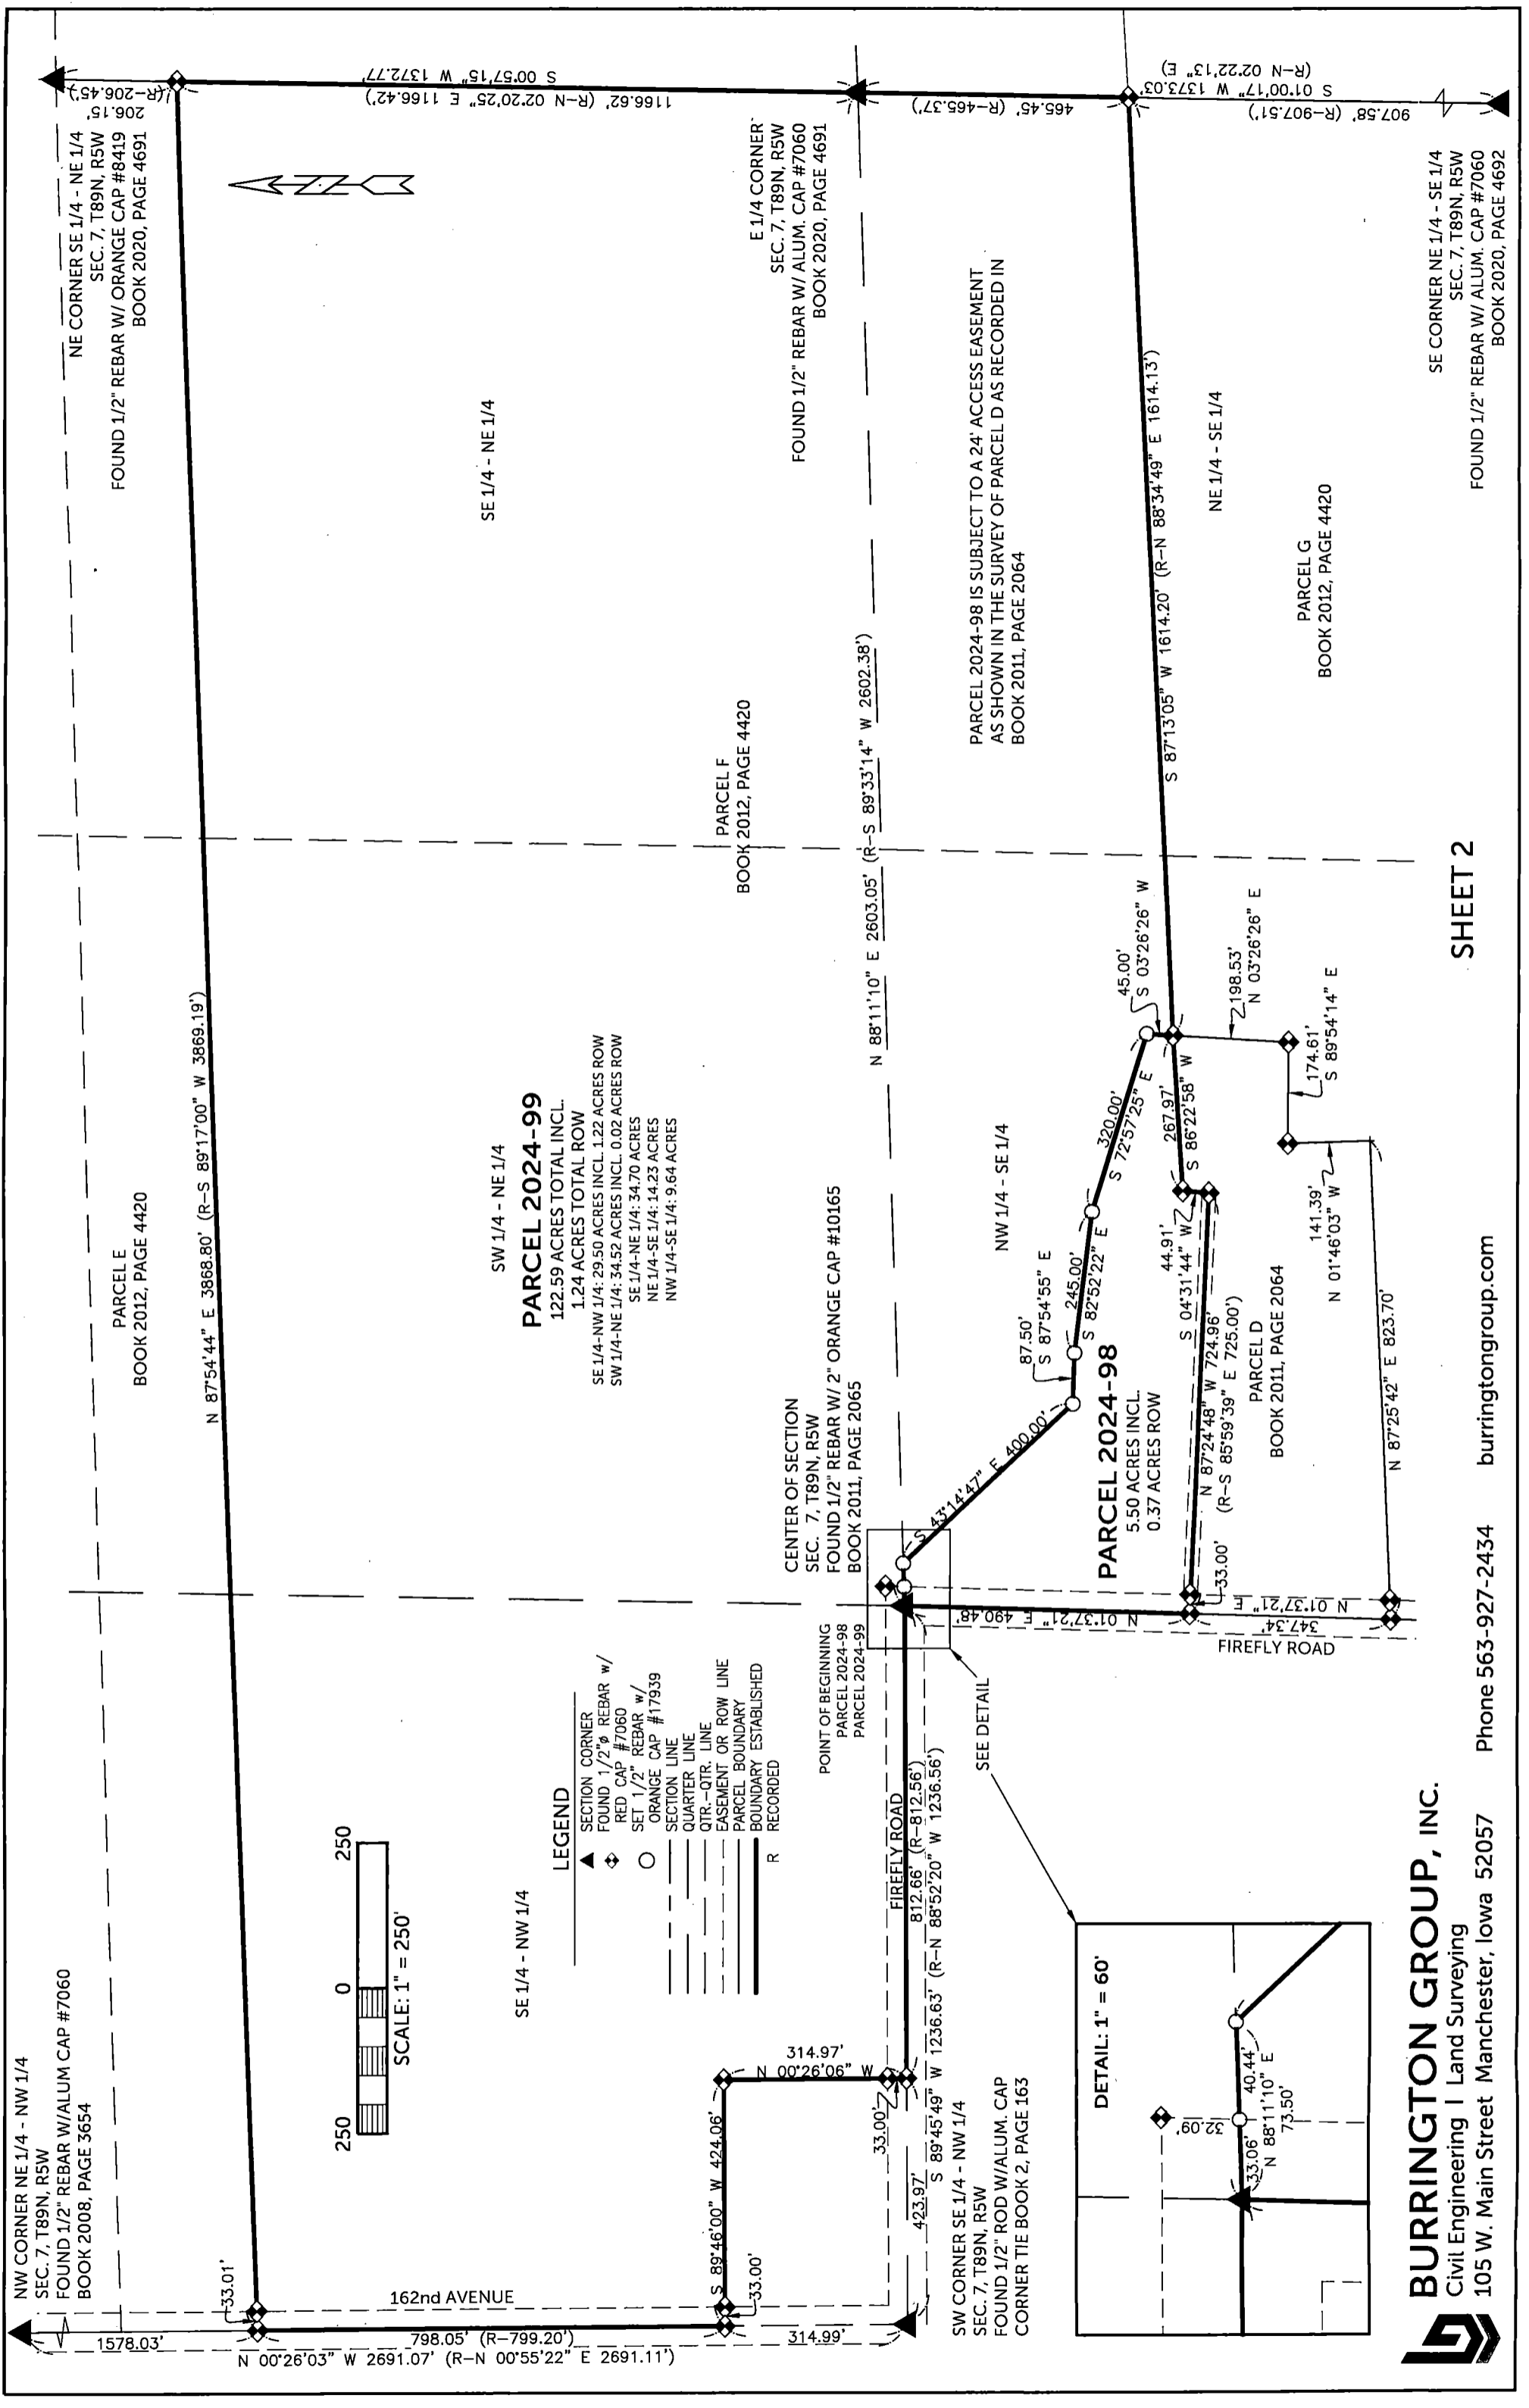 NW CORNER NE 1/4 - NW 1/4
SEC. 7, T89N, R5W
FOUND 1/2" REBAR W/ALUM CAP #7060
BOOK 2008, PAGE 3654
1578.03'
33.01'
162nd AVENUE
798.05' (R-799.20')
N 00°26'03" W 2691.07' (R-N 00°55'22" E 2691.11')
S 89°46'00" W 424.06'
33.00'
314.99'
N 00°26'06" W
314.97'
33.00'
423.97'
S 89°45'49" W 1236.63' (R-N 88°52'20" W 1236.56')
812.66' (R-812.56')
FIREFLY ROAD
SW CORNER SE 1/4 - NW 1/4
SEC. 7, T89N, R5W
FOUND 1/2" ROD W/ALUM. CAP
CORNER TIE BOOK 2, PAGE 163
250 0 250
SCALE: 1" = 250'
SE 1/4 - NW 1/4
LEGEND
SECTION CORNER
FOUND 1/2"ø REBAR w/
RED CAP #7060
SET 1/2" REBAR w/
ORANGE CAP #17939
SECTION LINE
QUARTER LINE
QTR.-QTR. LINE
EASEMENT OR ROW LINE
PARCEL BOUNDARY
BOUNDARY ESTABLISHED
R RECORDED
PARCEL E
BOOK 2012, PAGE 4420
N 87°54'44" E 3868.80' (R-S 89°17'00" W 3869.19')
SW 1/4 - NE 1/4
PARCEL 2024-99
122.59 ACRES TOTAL INCL.
1.24 ACRES TOTAL ROW
SE 1/4-NW 1/4: 29.50 ACRES INCL. 1.22 ACRES ROW
SW 1/4-NE 1/4: 34.52 ACRES INCL. 0.02 ACRES ROW
SE 1/4-NE 1/4: 34.70 ACRES
NE 1/4-SE 1/4: 14.23 ACRES
NW 1/4-SE 1/4: 9.64 ACRES
PARCEL F
BOOK 2012, PAGE 4420
SE 1/4 - NE 1/4
NE CORNER SE 1/4 - NE 1/4
SEC. 7, T89N, R5W
FOUND 1/2" REBAR W/ ORANGE CAP #8419
BOOK 2020, PAGE 4691
206.15'
(R-206.45')
S 00°57'15" W 1372.77'
1166.62' (R-N 02°20'25" E 1166.42')
E 1/4 CORNER
SEC. 7, T89N, R5W
FOUND 1/2" REBAR W/ ALUM. CAP #7060
BOOK 2020, PAGE 4691
465.45' (R-465.37')
S 01°00'17" W 1373.03'
(R-N 02°22'13" E)
907.58' (R-907.51')
SE CORNER NE 1/4 - SE 1/4
SEC. 7, T89N, R5W
FOUND 1/2" REBAR W/ ALUM. CAP #7060
BOOK 2020, PAGE 4692
N 88°11'10" E 2603.05' (R-S 89°33'14" W 2602.38')
PARCEL 2024-98 IS SUBJECT TO A 24' ACCESS EASEMENT
AS SHOWN IN THE SURVEY OF PARCEL D AS RECORDED IN
BOOK 2011, PAGE 2064
S 87°13'05" W 1614.20' (R-N 88°34'49" E 1614.13')
NE 1/4 - SE 1/4
PARCEL G
BOOK 2012, PAGE 4420
CENTER OF SECTION
SEC. 7, T89N, R5W
FOUND 1/2" REBAR W/ 2" ORANGE CAP #10165
BOOK 2011, PAGE 2065
POINT OF BEGINNING
PARCEL 2024-98
PARCEL 2024-99
SEE DETAIL
NW 1/4 - SE 1/4
S 43°14'47" E 400.00'
87.50'
S 87°54'55" E
245.00'
S 82°52'22" E
320.00'
S 72°57'25" E
45.00'
S 03°26'26" W
267.97'
S 86°22'58" W
44.91'
S 04°31'44" W
PARCEL 2024-98
5.50 ACRES INCL.
0.37 ACRES ROW
N 87°24'48" W 724.96'
(R-S 85°59'39" E 725.00')
PARCEL D
BOOK 2011, PAGE 2064
198.53'
N 03°26'26" E
174.61'
S 89°54'14" E
141.39'
N 01°46'03" W
N 87°25'42" E 823.70'
33.00'
N 01°37'21" E 490.48'
N 01°37'21" E
347.34'
FIREFLY ROAD
DETAIL: 1" = 60'
32.09'
33.06'
40.44'
N 88°11'10" E
73.50'
SHEET 2
BURRINGTON GROUP, INC.
Civil Engineering | Land Surveying
105 W. Main Street Manchester, Iowa 52057 Phone 563-927-2434 burringtongroup.com